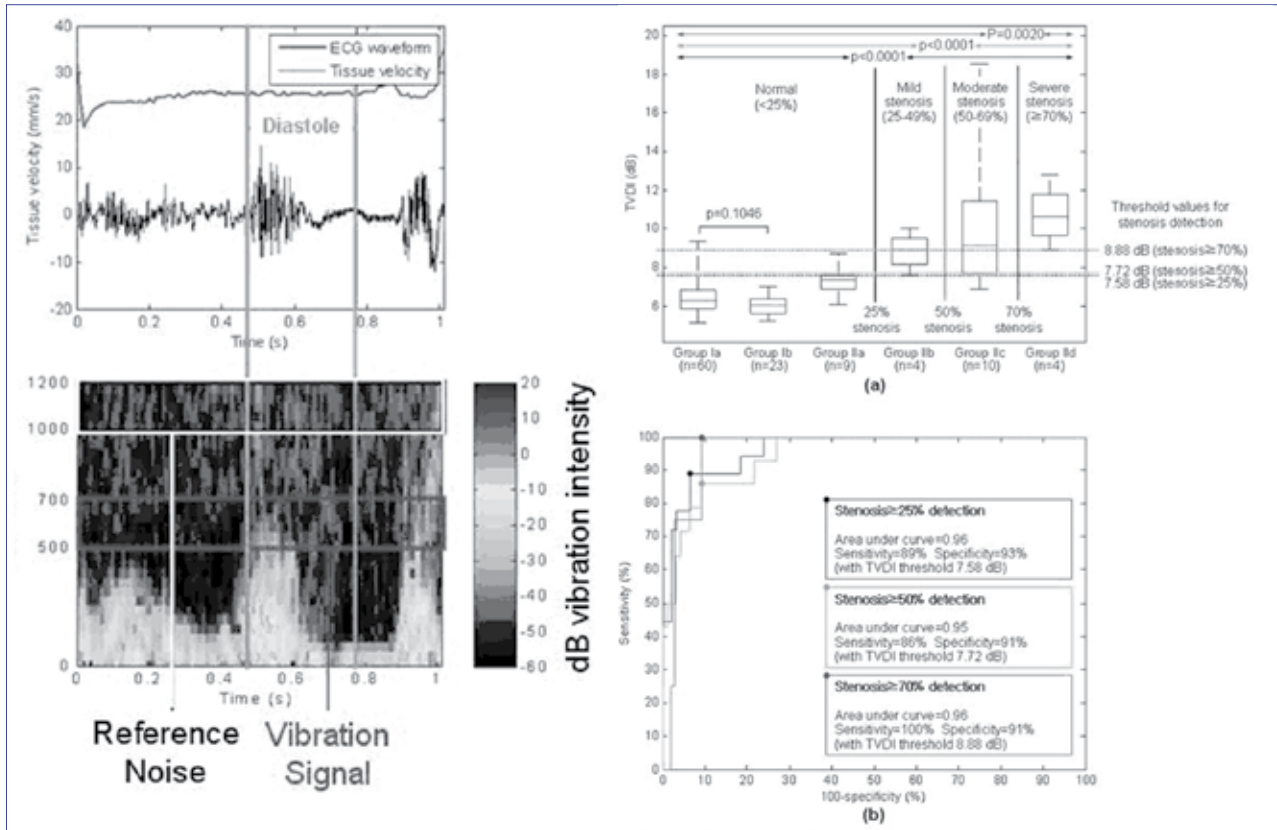 40
30
20
10
0
-10
-20
Tissue velocity (mm/s)
ECG waveform
Tissue velocity
Diastole
0 0.2 0.4 0.6 0.8 1
Time (s)
1200
1000
700
500
0
0 0.2 0.4 0.6 0.8 1
Time (s)
20
10
0
-10
-20
-30
-40
-50
-60
dB vibration intensity
Reference
Noise
Vibration
Signal
20
18
16
14
12
10
8
6
TVDI (dB)
P=0.0020
p<0.0001
p<0.0001
Normal
(<25%)
Mild
stenosis
(25-49%)
Moderate
stenosis
(50-69%)
Severe
stenosis
(≥70%)
p=0.1046
Threshold values for
stenosis detection
8.88 dB (stenosis≥70%)
7.72 dB (stenosis≥50%)
7.58 dB (stenosis≥25%)
25%
stenosis
50%
stenosis
70%
stenosis
Group Ia
(n=60)
Group Ib
(n=23)
Group IIa
(n=9)
Group IIb
(n=4)
Group IIc
(n=10)
Group IId
(n=4)
(a)
100
90
80
70
60
50
40
30
20
10
0
Sensitivity (%)
Stenosis≥25% detection
Area under curve=0.96
Sensitivity=89% Specificity=93%
(with TVDI threshold 7.58 dB)
Stenosis≥50% detection
Area under curve=0.95
Sensitivity=86% Specificity=91%
(with TVDI threshold 7.72 dB)
Stenosis≥70% detection
Area under curve=0.96
Sensitivity=100% Specificity=91%
(with TVDI threshold 8.88 dB)
0 10 20 30 40 50 60 70 80 90 100
100-specificity (%)
(b)